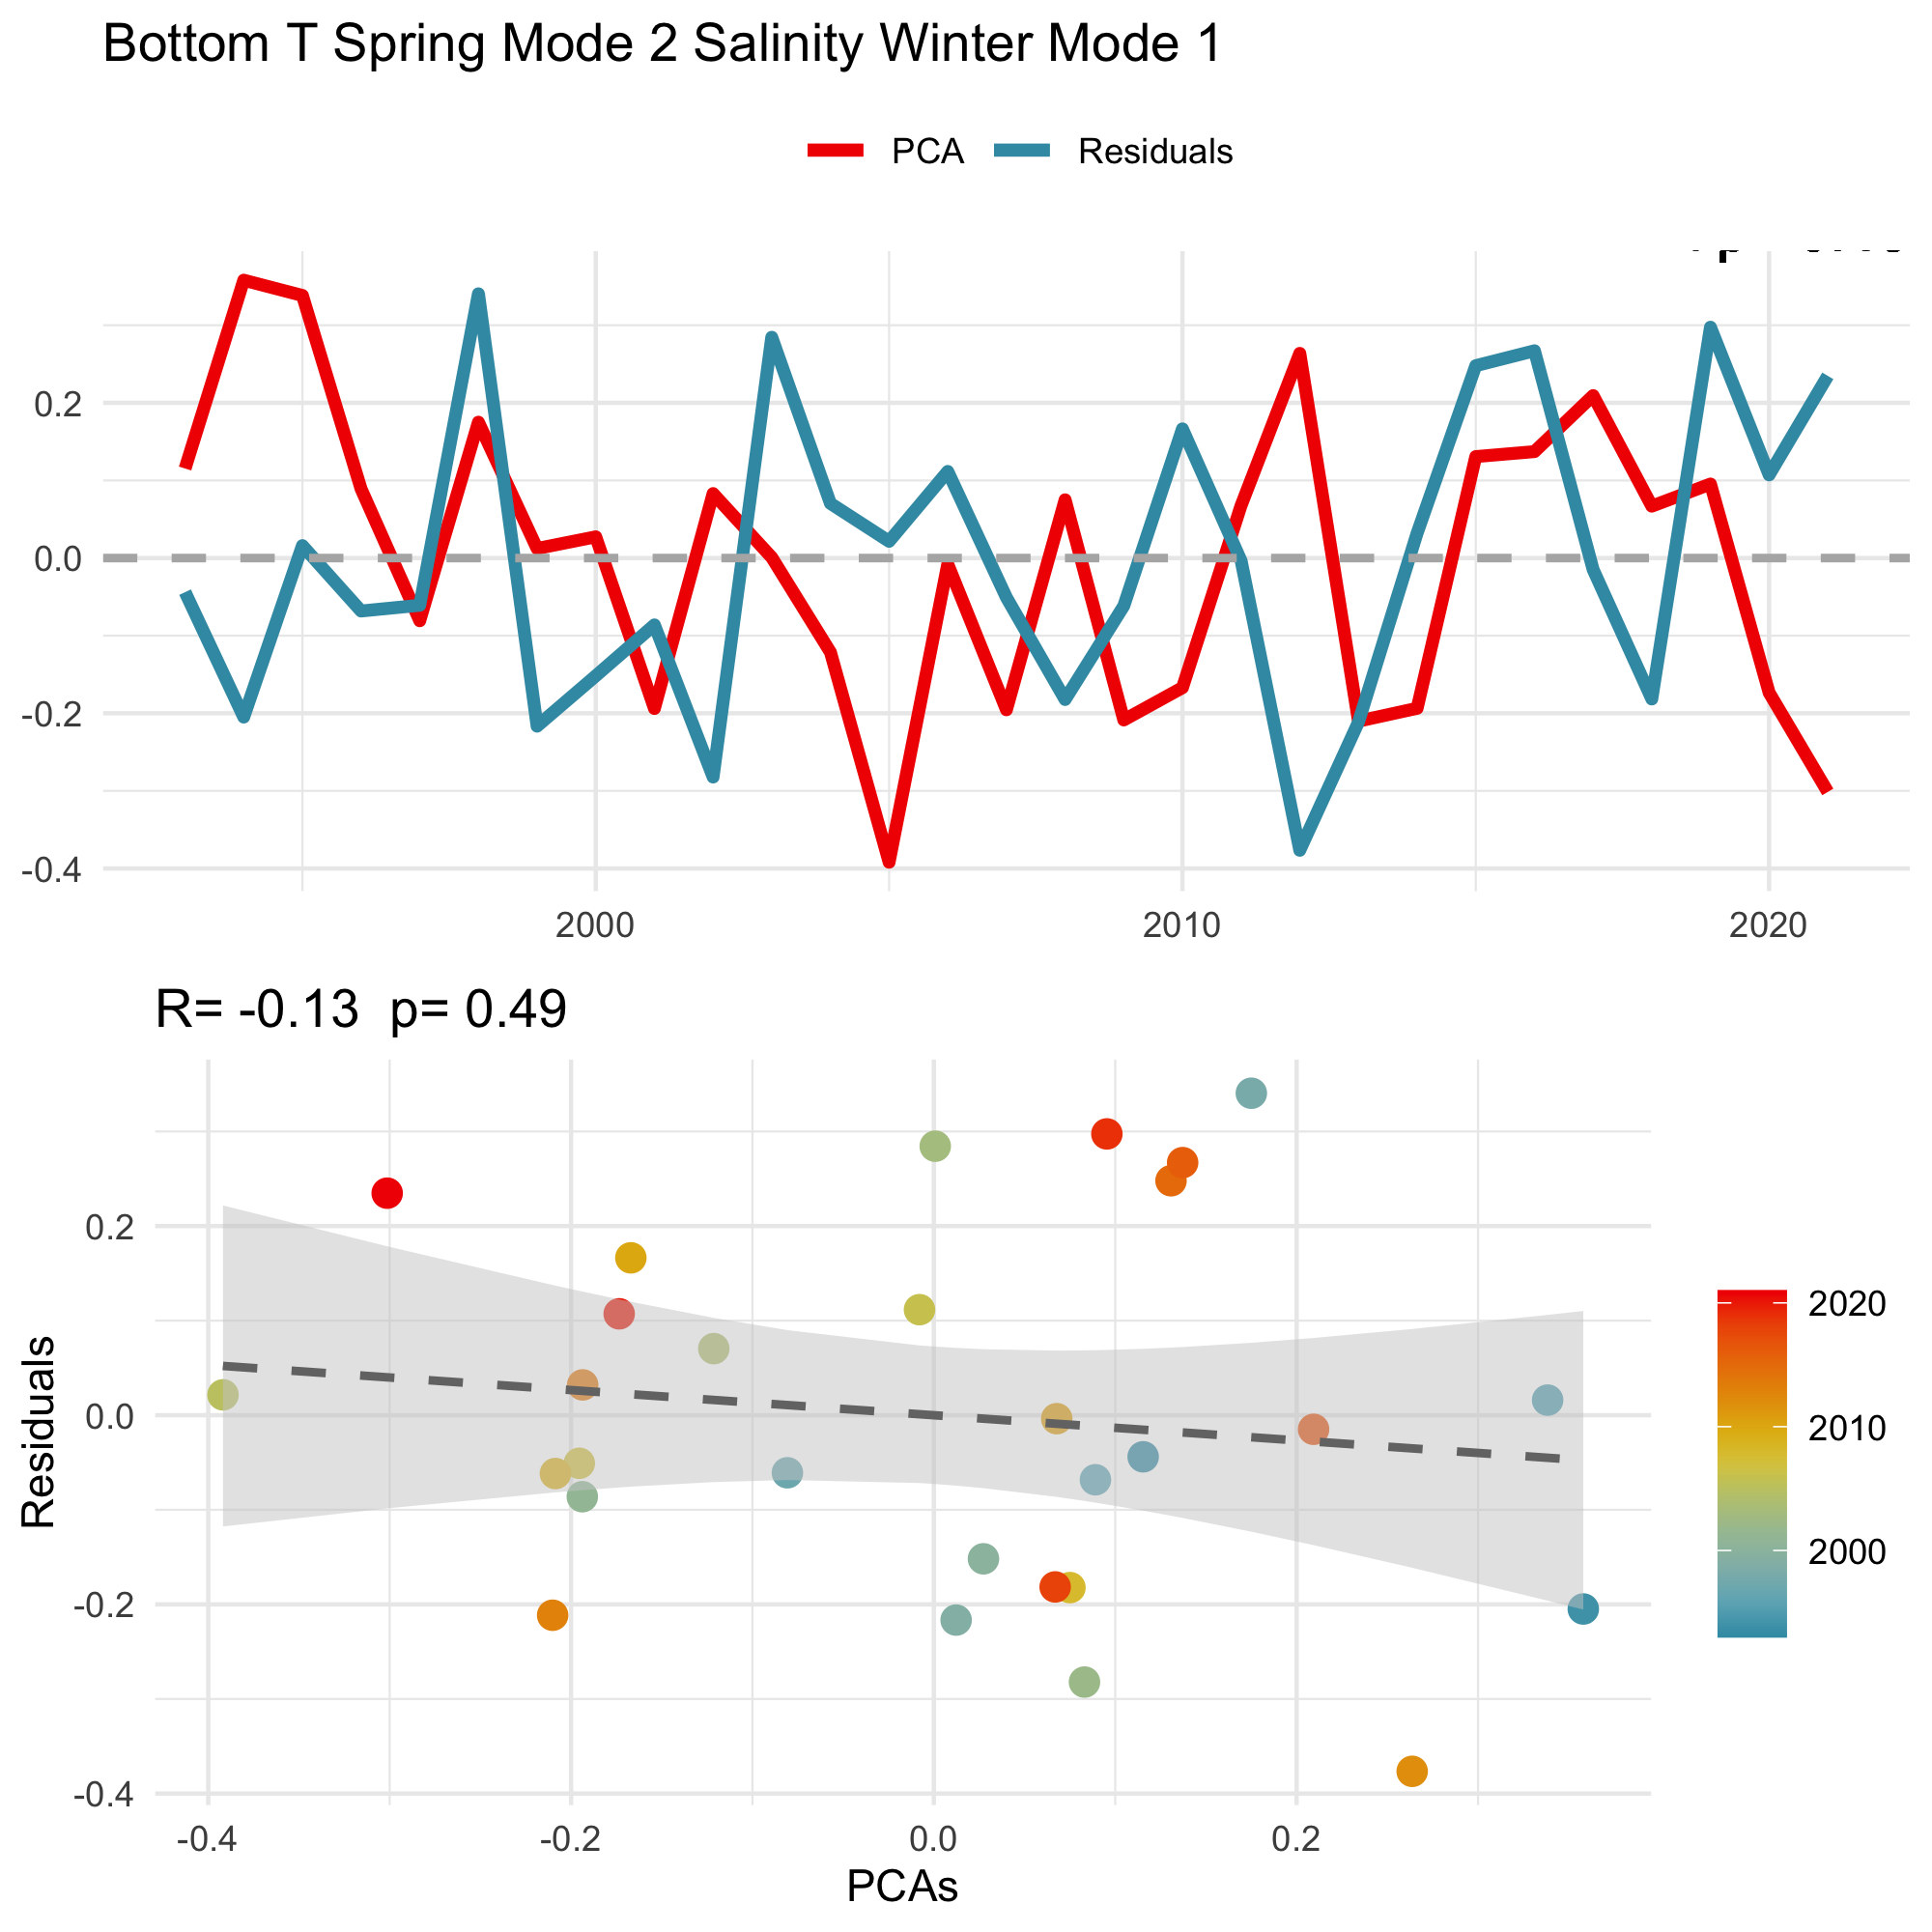 Bottom T Spring Mode 2 Salinity Winter Mode 1
PCA Residuals
0.2
0.0
-0.2
-0.4
2000 2010 2020
R= -0.13 p= 0.49
Residuals
0.2
0.0
-0.2
-0.4
-0.4 -0.2 0.0 0.2
PCAs
2020
2010
2000